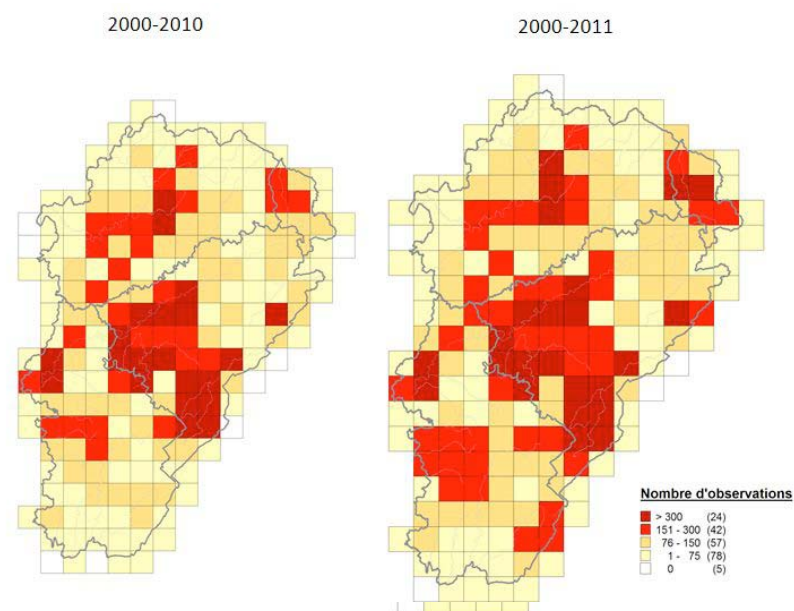 2000-2010
2000-2011
Nombre d'observations
> 300 (24)
151 - 300 (42)
76 - 150 (57)
1 - 75 (78)
0 (5)